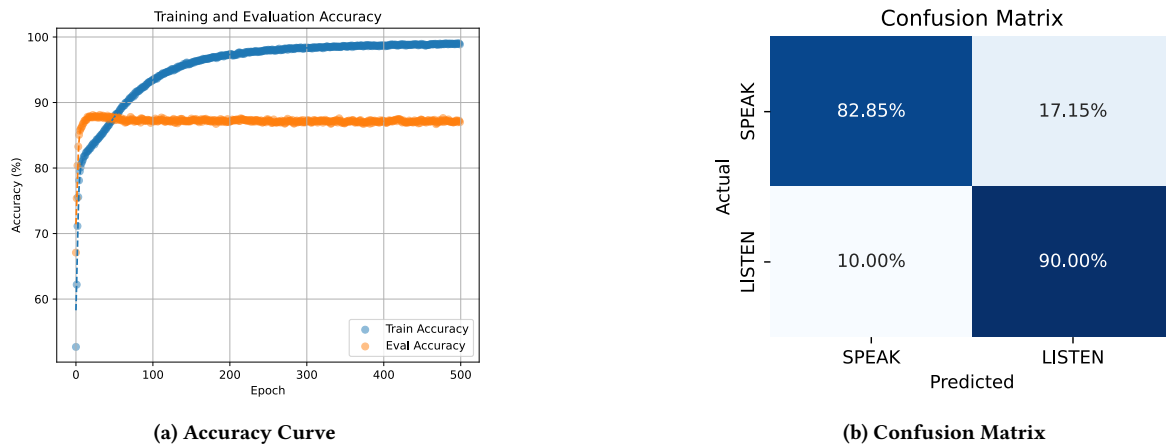 Training and Evaluation Accuracy
100
90
80
70
60
Accuracy (%)
0 100 200 300 400 500
Epoch
Train Accuracy
Eval Accuracy
(a) Accuracy Curve
Confusion Matrix
Actual
SPEAK
82.85% 17.15%
LISTEN
10.00% 90.00%
SPEAK LISTEN
Predicted
(b) Confusion Matrix